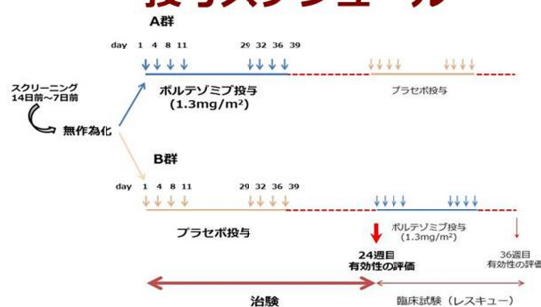 投与スケジュール
A群
day 1 4 8 11 29 32 36 39
スクリーニング
14日前～7日前
ボルテゾミブ投与
(1.3mg/m²)
プラセボ投与
無作為化
B群
day 1 4 8 11 29 32 36 39
プラセボ投与
ボルテゾミブ投与
(1.3mg/m²)
24週目
有効性の評価
36週目
有効性の評価
治験
臨床試験（レスキュー）